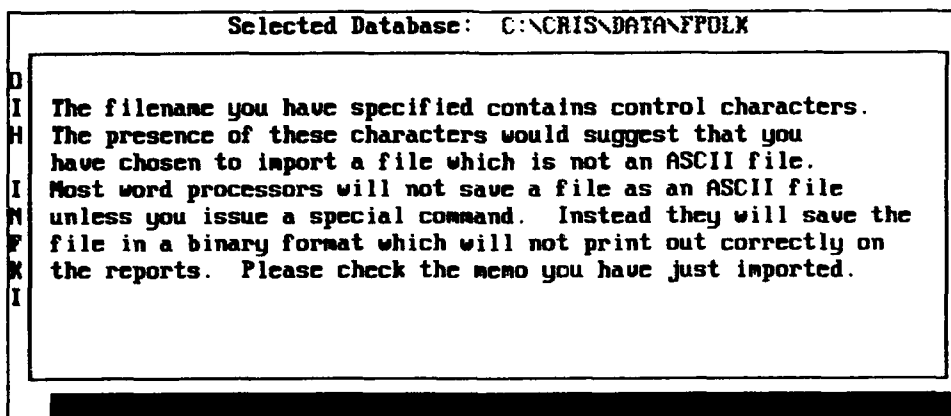 Selected Database: C:\CRIS\DATA\FPOLK
D
I The filename you have specified contains control characters.
H The presence of these characters would suggest that you
have chosen to import a file which is not an ASCII file.
I Most word processors will not save a file as an ASCII file
N unless you issue a special command. Instead they will save the
F file in a binary format which will not print out correctly on
K the reports. Please check the memo you have just imported.
I